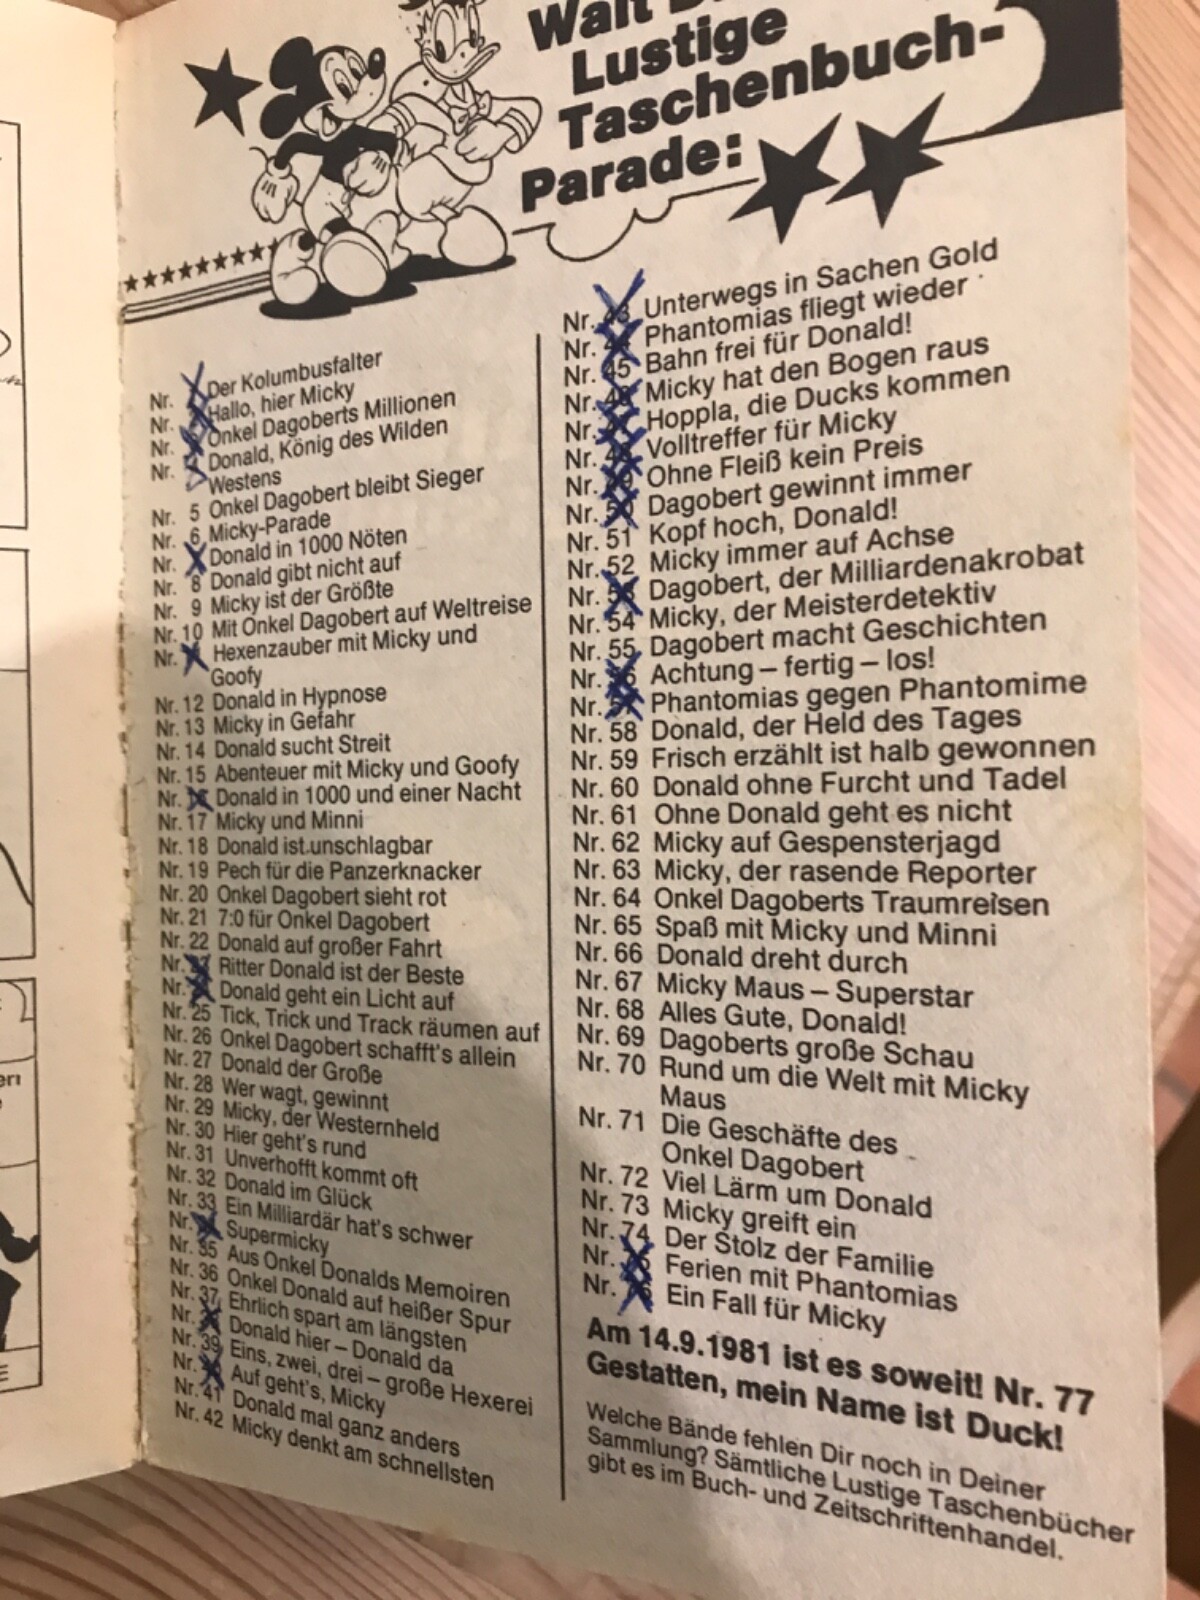 Walt
Lustige
Taschenbuch-
Parade:
Nr. Der Kolumbusfalter
Nr. Hallo, hier Micky
Nr. Onkel Dagoberts Millionen
Nr. Donald, König des Wilden
Westens
Nr. 5 Onkel Dagobert bleibt Sieger
Nr. 6 Micky-Parade
Nr. Donald in 1000 Nöten
Nr. 8 Donald gibt nicht auf
Nr. 9 Micky ist der Größte
Nr. 10 Mit Onkel Dagobert auf Weltreise
Nr. Hexenzauber mit Micky und
Goofy
Nr. 12 Donald in Hypnose
Nr. 13 Micky in Gefahr
Nr. 14 Donald sucht Streit
Nr. 15 Abenteuer mit Micky und Goofy
Nr. Donald in 1000 und einer Nacht
Nr. 17 Micky und Minni
Nr. 18 Donald ist unschlagbar
Nr. 19 Pech für die Panzerknacker
Nr. 20 Onkel Dagobert sieht rot
Nr. 21 7:0 für Onkel Dagobert
Nr. 22 Donald auf großer Fahrt
Nr. Ritter Donald ist der Beste
Nr. Donald geht ein Licht auf
Nr. 25 Tick, Trick und Track räumen auf
Nr. 26 Onkel Dagobert schafft's allein
Nr. 27 Donald der Große
Nr. 28 Wer wagt, gewinnt
Nr. 29 Micky, der Westernheld
Nr. 30 Hier geht's rund
Nr. 31 Unverhofft kommt oft
Nr. 32 Donald im Glück
Nr. 33 Ein Milliardär hat's schwer
Nr. Supermicky
Nr. 35 Aus Onkel Donalds Memoiren
Nr. 36 Onkel Donald auf heißer Spur
Nr. 37 Ehrlich spart am längsten
Nr. Donald hier – Donald da
Nr. 39 Eins, zwei, drei – große Hexerei
Nr. Auf geht's, Micky
Nr. 41 Donald mal ganz anders
Nr. 42 Micky denkt am schnellsten
Nr. 43 Unterwegs in Sachen Gold
Nr. 44 Phantomias fliegt wieder
Nr. 45 Bahn frei für Donald!
Nr. 46 Micky hat den Bogen raus
Nr. Hoppla, die Ducks kommen
Nr. 48 Volltreffer für Micky
Nr. 49 Ohne Fleiß kein Preis
Nr. 50 Dagobert gewinnt immer
Nr. 51 Kopf hoch, Donald!
Nr. 52 Micky immer auf Achse
Nr. 53 Dagobert, der Milliardenakrobat
Nr. 54 Micky, der Meisterdetektiv
Nr. 55 Dagobert macht Geschichten
Nr. 56 Achtung – fertig – los!
Nr. Phantomias gegen Phantomime
Nr. 58 Donald, der Held des Tages
Nr. 59 Frisch erzählt ist halb gewonnen
Nr. 60 Donald ohne Furcht und Tadel
Nr. 61 Ohne Donald geht es nicht
Nr. 62 Micky auf Gespensterjagd
Nr. 63 Micky, der rasende Reporter
Nr. 64 Onkel Dagoberts Traumreisen
Nr. 65 Spaß mit Micky und Minni
Nr. 66 Donald dreht durch
Nr. 67 Micky Maus – Superstar
Nr. 68 Alles Gute, Donald!
Nr. 69 Dagoberts große Schau
Nr. 70 Rund um die Welt mit Micky
Maus
Nr. 71 Die Geschäfte des
Onkel Dagobert
Nr. 72 Viel Lärm um Donald
Nr. 73 Micky greift ein
Nr. 74 Der Stolz der Familie
Nr. Ferien mit Phantomias
Nr. Ein Fall für Micky
Am 14.9.1981 ist es soweit! Nr. 77
Gestatten, mein Name ist Duck!
Welche Bände fehlen Dir noch in Deiner
Sammlung? Sämtliche Lustige Taschenbücher
gibt es im Buch- und Zeitschriftenhandel.